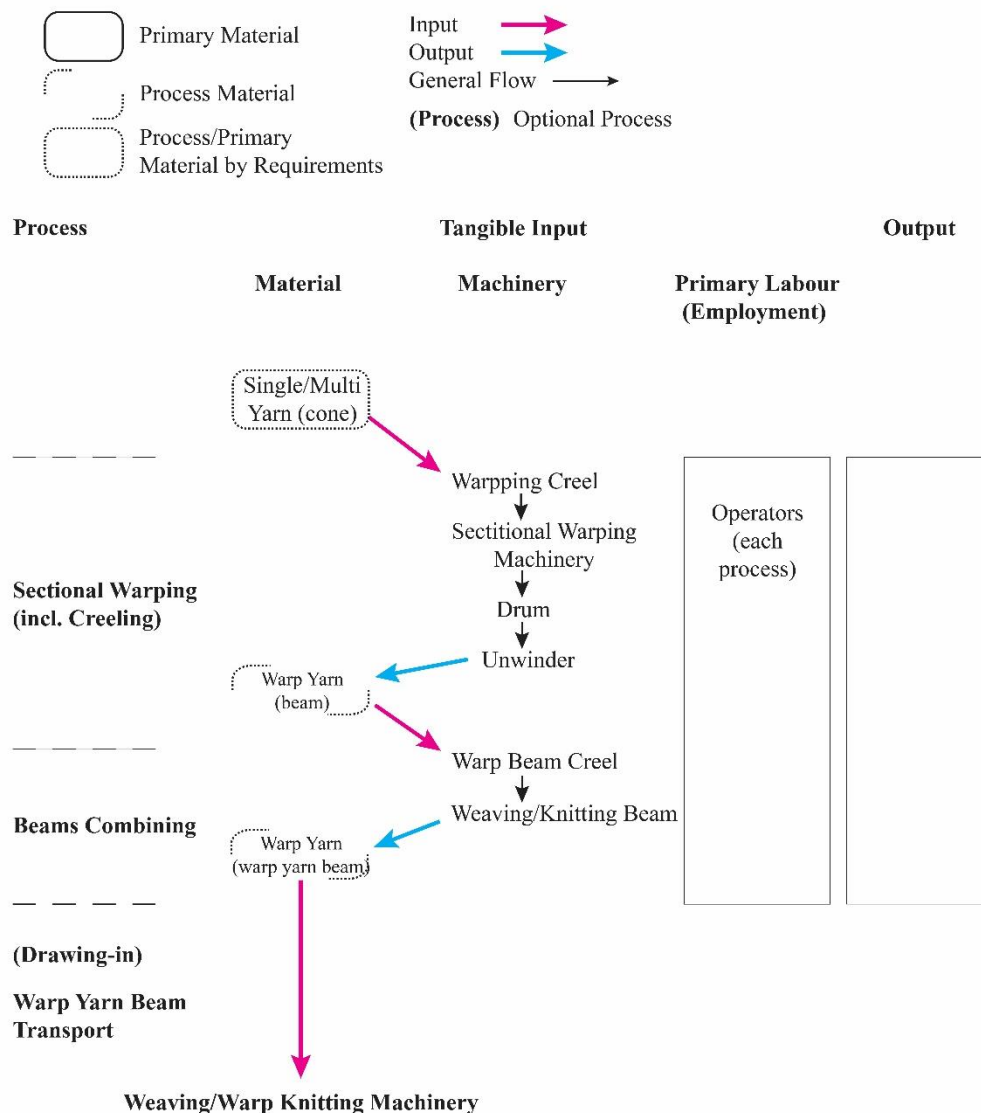 Primary Material
Process Material
Process/Primary
Material by Requirements
Input
Output
General Flow
(Process) Optional Process
Process
Tangible Input
Output
Material
Machinery
Primary Labour
(Employment)
Single/Multi
Yarn (cone)
Warpping Creel
Sectitional Warping
Machinery
Drum
Unwinder
Operators
(each
process)
Sectional Warping
(incl. Creeling)
Warp Yarn
(beam)
Warp Beam Creel
Weaving/Knitting Beam
Beams Combining
Warp Yarn
(warp yarn beam)
(Drawing-in)
Warp Yarn Beam
Transport
Weaving/Warp Knitting Machinery